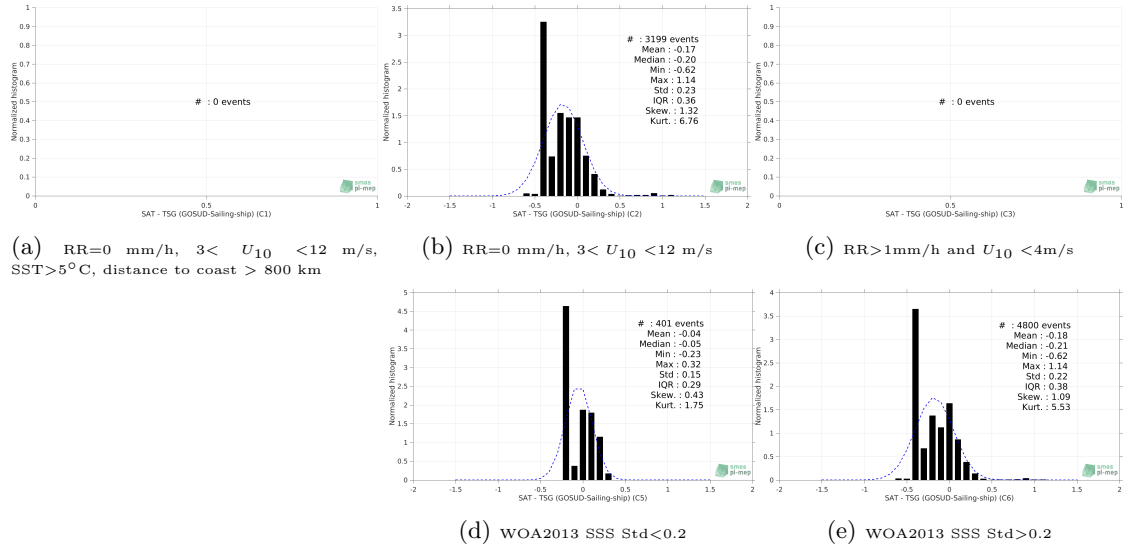 1
0.9
0.8
0.7
0.6
0.5
0.4
0.3
0.2
0.1
0
Normalized histogram
# : 0 events
0 0.5 1
SAT - TSG (GOSUD-Sailing-ship) (C1)
smos
pi-mep
(a) RR=0 mm/h, 3< U10 <12 m/s,
SST>5°C, distance to coast > 800 km
3.5
3
2.5
2
1.5
1
0.5
0
Normalized histogram
# : 3199 events
Mean : -0.17
Median : -0.20
Min : -0.62
Max : 1.14
Std : 0.23
IQR : 0.36
Skew. : 1.32
Kurt. : 6.76
-2 -1.5 -1 -0.5 0 0.5 1 1.5 2
SAT - TSG (GOSUD-Sailing-ship) (C2)
smos
pi-mep
(b) RR=0 mm/h, 3< U10 <12 m/s
1
0.9
0.8
0.7
0.6
0.5
0.4
0.3
0.2
0.1
0
Normalized histogram
# : 0 events
0 0.5 1
SAT - TSG (GOSUD-Sailing-ship) (C3)
smos
pi-mep
(c) RR>1mm/h and U10 <4m/s
5
4.5
4
3.5
3
2.5
2
1.5
1
0.5
0
Normalized histogram
# : 401 events
Mean : -0.04
Median : -0.05
Min : -0.23
Max : 0.32
Std : 0.15
IQR : 0.29
Skew. : 0.43
Kurt. : 1.75
-2 -1.5 -1 -0.5 0 0.5 1 1.5 2
SAT - TSG (GOSUD-Sailing-ship) (C5)
smos
pi-mep
(d) WOA2013 SSS Std<0.2
4
3.5
3
2.5
2
1.5
1
0.5
0
Normalized histogram
# : 4800 events
Mean : -0.18
Median : -0.21
Min : -0.62
Max : 1.14
Std : 0.22
IQR : 0.38
Skew. : 1.09
Kurt. : 5.53
-2 -1.5 -1 -0.5 0 0.5 1 1.5 2
SAT - TSG (GOSUD-Sailing-ship) (C6)
smos
pi-mep
(e) WOA2013 SSS Std>0.2